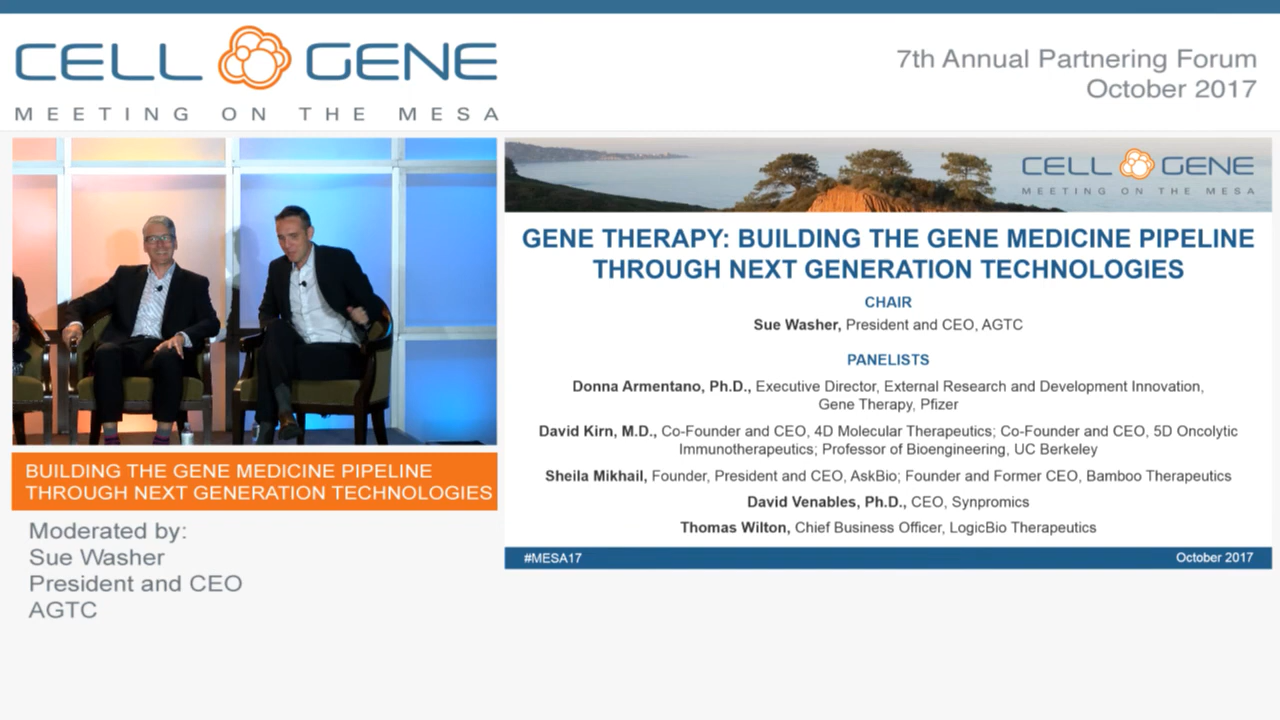 CELL GENE
MEETING ON THE MESA
7th Annual Partnering Forum
October 2017
CELL GENE
MEETING ON THE MESA
GENE THERAPY: BUILDING THE GENE MEDICINE PIPELINE
THROUGH NEXT GENERATION TECHNOLOGIES
CHAIR
Sue Washer, President and CEO, AGTC
PANELISTS
Donna Armentano, Ph.D., Executive Director, External Research and Development Innovation,
Gene Therapy, Pfizer
David Kirn, M.D., Co-Founder and CEO, 4D Molecular Therapeutics; Co-Founder and CEO, 5D Oncolytic
Immunotherapeutics; Professor of Bioengineering, UC Berkeley
Sheila Mikhail, Founder, President and CEO, AskBio; Founder and Former CEO, Bamboo Therapeutics
David Venables, Ph.D., CEO, Synpromics
Thomas Wilton, Chief Business Officer, LogicBio Therapeutics
#MESA17
October 2017
BUILDING THE GENE MEDICINE PIPELINE
THROUGH NEXT GENERATION TECHNOLOGIES
Moderated by:
Sue Washer
President and CEO
AGTC